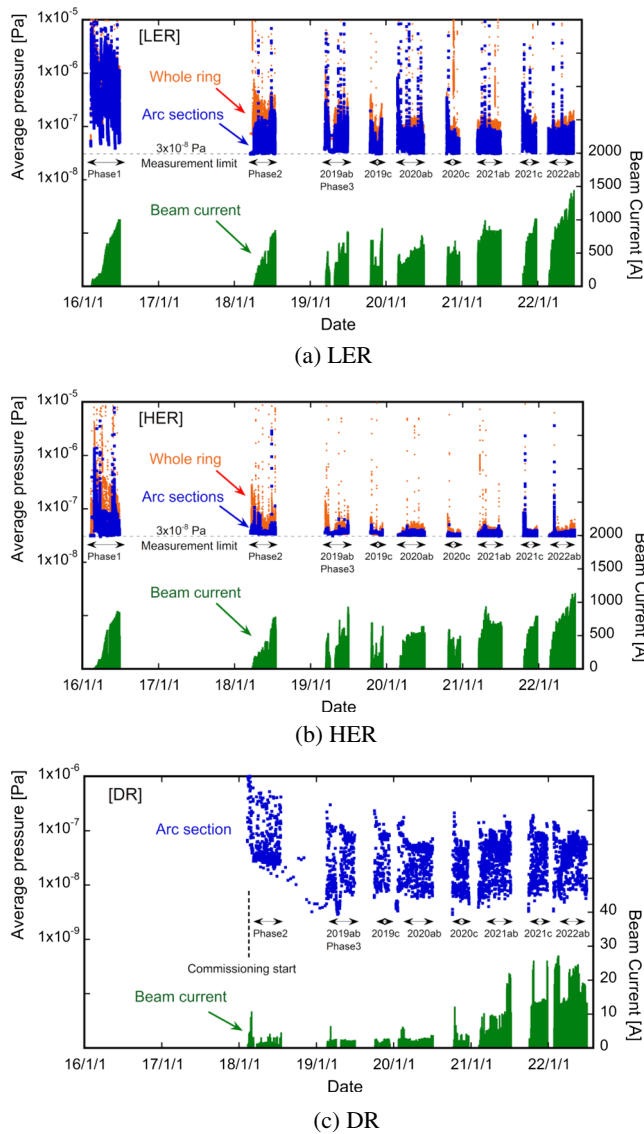 Average pressure [Pa]
1x10-5
1x10-6
1x10-7
1x10-8
[LER]
Whole ring
Arc sections
3x10-8 Pa
Measurement limit
Phase1
Phase2
2019ab
Phase3
2019c
2020ab
2020c
2021ab
2021c
2022ab
Beam current
Beam Current [A]
2000
1500
1000
500
0
16/1/1
17/1/1
18/1/1
19/1/1
20/1/1
21/1/1
22/1/1
Date
(a) LER
Average pressure [Pa]
1x10-5
1x10-6
1x10-7
1x10-8
[HER]
Whole ring
Arc sections
3x10-8 Pa
Measurement limit
Phase1
Phase2
2019ab
Phase3
2019c
2020ab
2020c
2021ab
2021c
2022ab
Beam current
Beam Current [A]
2000
1500
1000
500
0
16/1/1
17/1/1
18/1/1
19/1/1
20/1/1
21/1/1
22/1/1
Date
(b) HER
Average pressure [Pa]
1x10-6
1x10-7
1x10-8
1x10-9
[DR]
Arc section
Phase2
2019ab
Phase3
2019c
2020ab
2020c
2021ab
2021c
2022ab
Commissioning start
Beam current
Beam Current [A]
40
30
20
10
0
16/1/1
17/1/1
18/1/1
19/1/1
20/1/1
21/1/1
22/1/1
Date
(c) DR